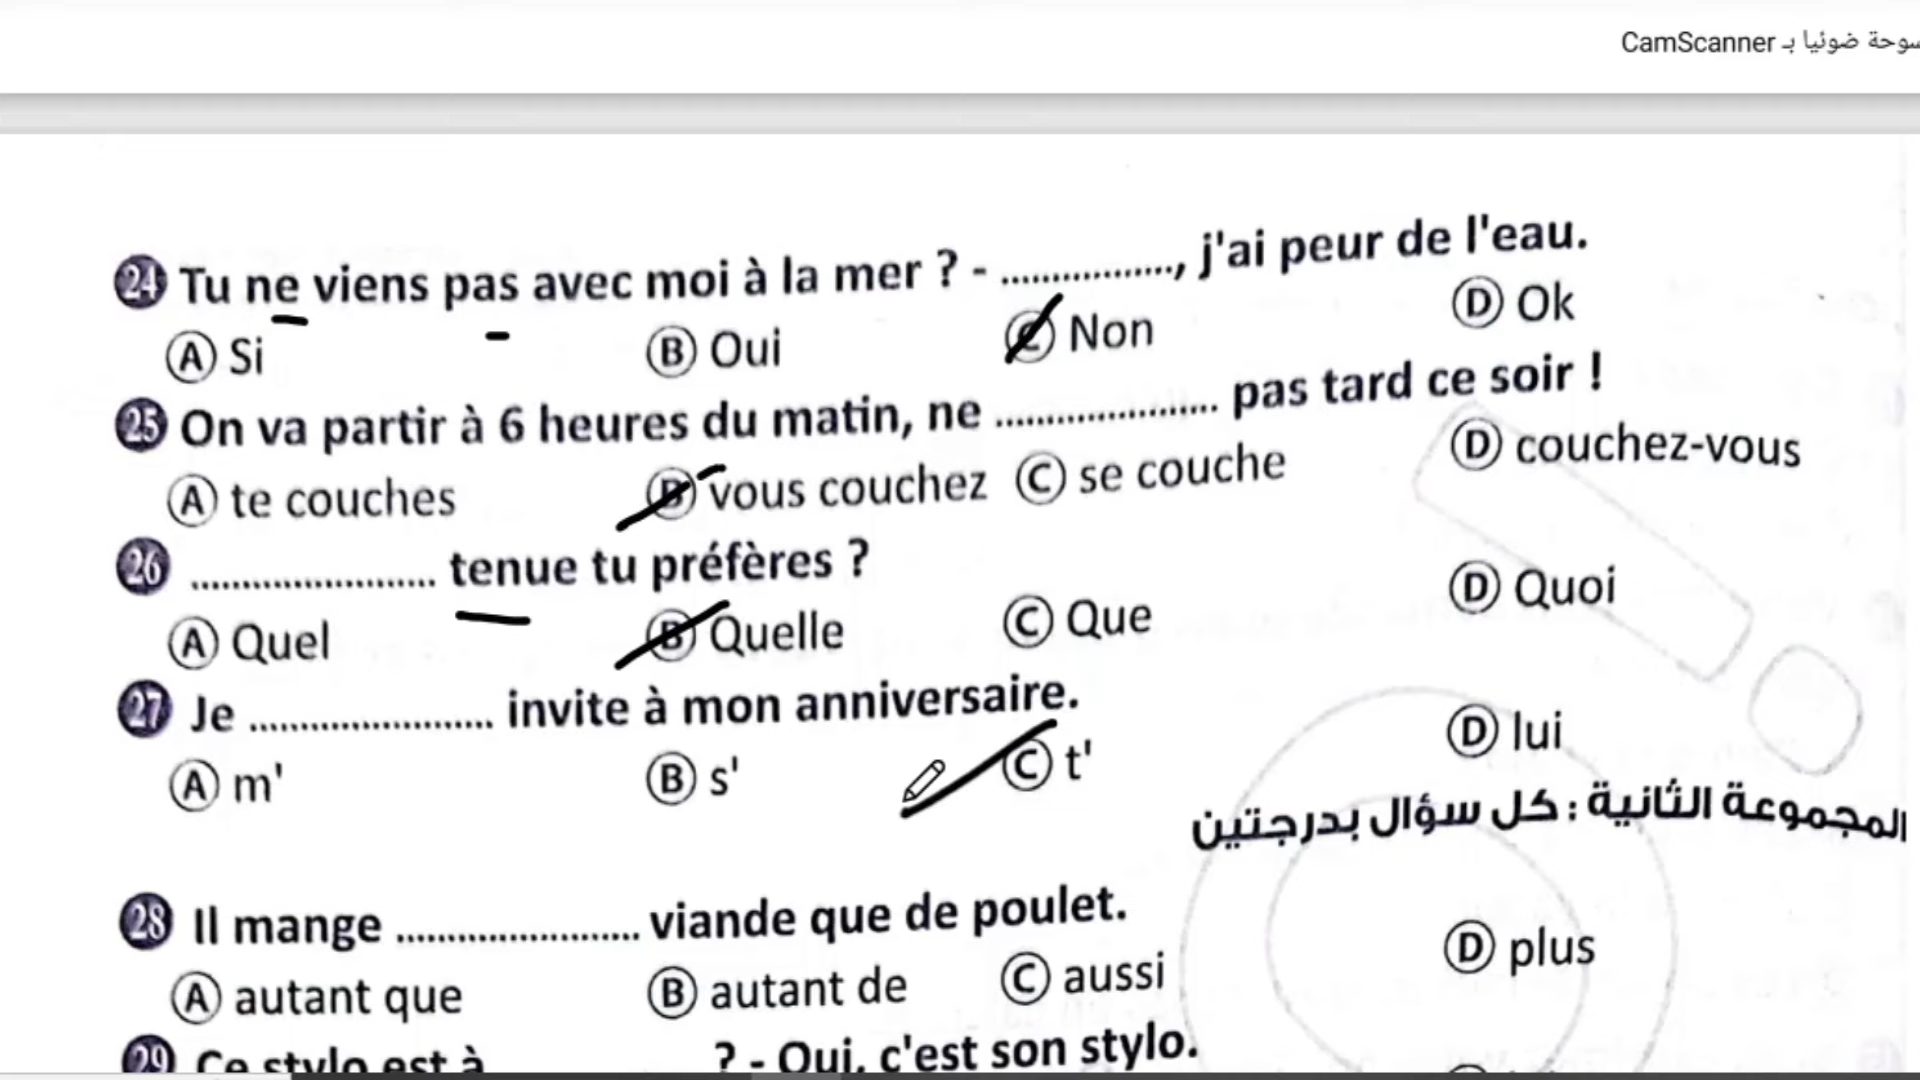 سوحة ضوئيا بـ CamScanner
24 Tu ne viens pas avec moi à la mer ? - ................., j'ai peur de l'eau.
A Si B Oui C Non D Ok
25 On va partir à 6 heures du matin, ne ...................... pas tard ce soir !
A te couches B vous couchez C se couche D couchez-vous
26 ........................ tenue tu préfères ?
A Quel B Quelle C Que D Quoi
27 Je ........................ invite à mon anniversaire.
A m' B s' C t' D lui
المجموعة الثانية : كل سؤال بدرجتين
28 Il mange ........................ viande que de poulet.
A autant que B autant de C aussi D plus
29 Ce stylo est à ? - Oui, c'est son stylo.